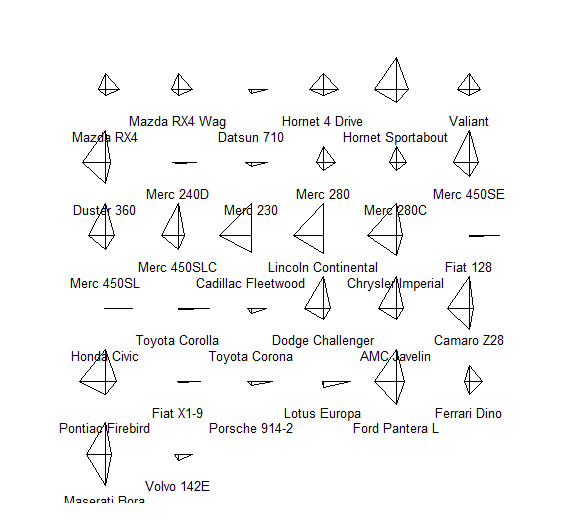 Mazda RX4 Wag
Hornet 4 Drive
Valiant
Mazda RX4
Datsun 710
Hornet Sportabout
Merc 240D
Merc 280
Merc 450SE
Duster 360
Merc 230
Merc 280C
Merc 450SLC
Lincoln Continental
Fiat 128
Merc 450SL
Cadillac Fleetwood
Chrysler Imperial
Toyota Corolla
Dodge Challenger
Camaro Z28
Honda Civic
Toyota Corona
AMC Javelin
Fiat X1-9
Lotus Europa
Ferrari Dino
Pontiac Firebird
Porsche 914-2
Ford Pantera L
Volvo 142E
Maserati Bora